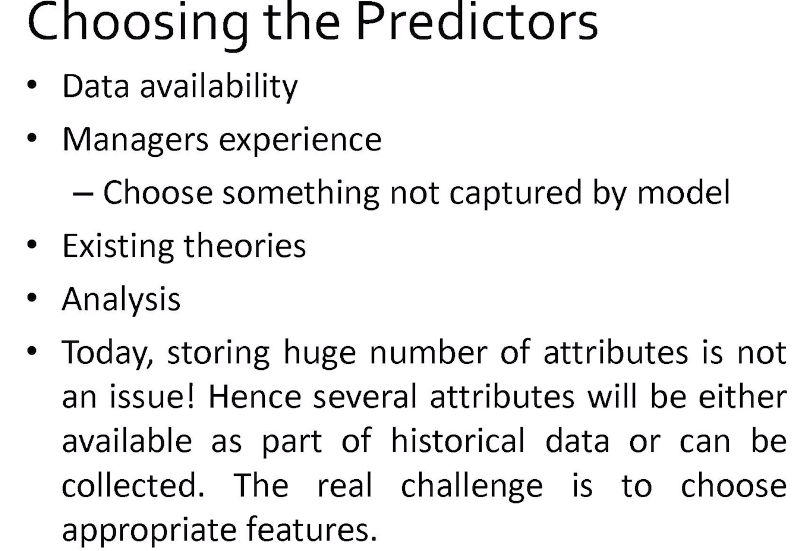 Choosing the Predictors
• Data availability
• Managers experience
– Choose something not captured by model
• Existing theories
• Analysis
• Today, storing huge number of attributes is not
an issue! Hence several attributes will be either
available as part of historical data or can be
collected. The real challenge is to choose
appropriate features.